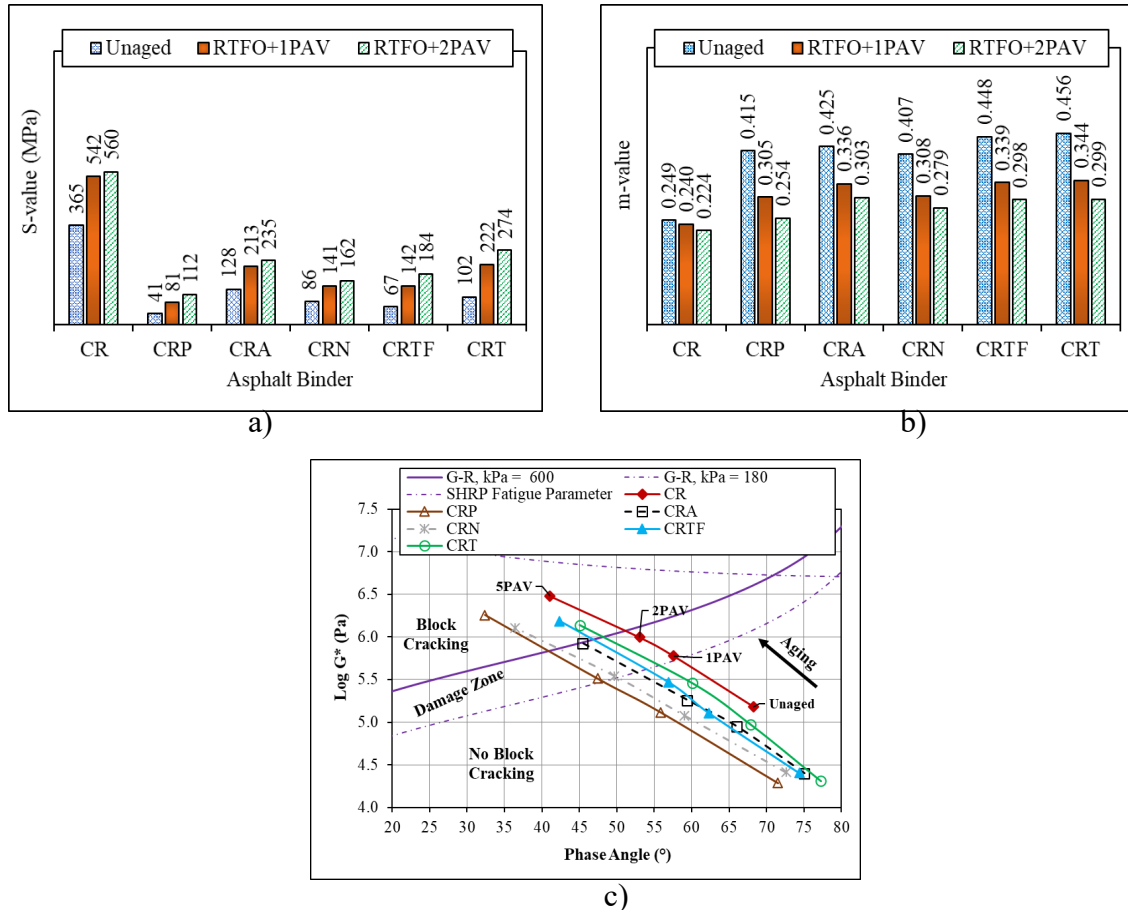 Unaged RTFO+1PAV RTFO+2PAV
S-value (MPa)
365 542 560
41 81 112
128 213 235
86 141 162
67 142 184
102 222 274
CR CRP CRA CRN CRTF CRT
Asphalt Binder
a)
Unaged RTFO+1PAV RTFO+2PAV
m-value
0.249 0.240 0.224
0.415 0.305 0.254
0.425 0.336 0.303
0.407 0.308 0.279
0.448 0.339 0.298
0.456 0.344 0.299
CR CRP CRA CRN CRTF CRT
Asphalt Binder
b)
G-R, kPa = 600 G-R, kPa = 180
SHRP Fatigue Parameter CR
CRP CRA
CRN CRTF
CRT
Log G* (Pa)
7.5
7.0
6.5
6.0
5.5
5.0
4.5
4.0
5PAV
2PAV
1PAV
Unaged
Aging
Block
Cracking
Damage Zone
No Block
Cracking
20 25 30 35 40 45 50 55 60 65 70 75 80
Phase Angle (°)
c)